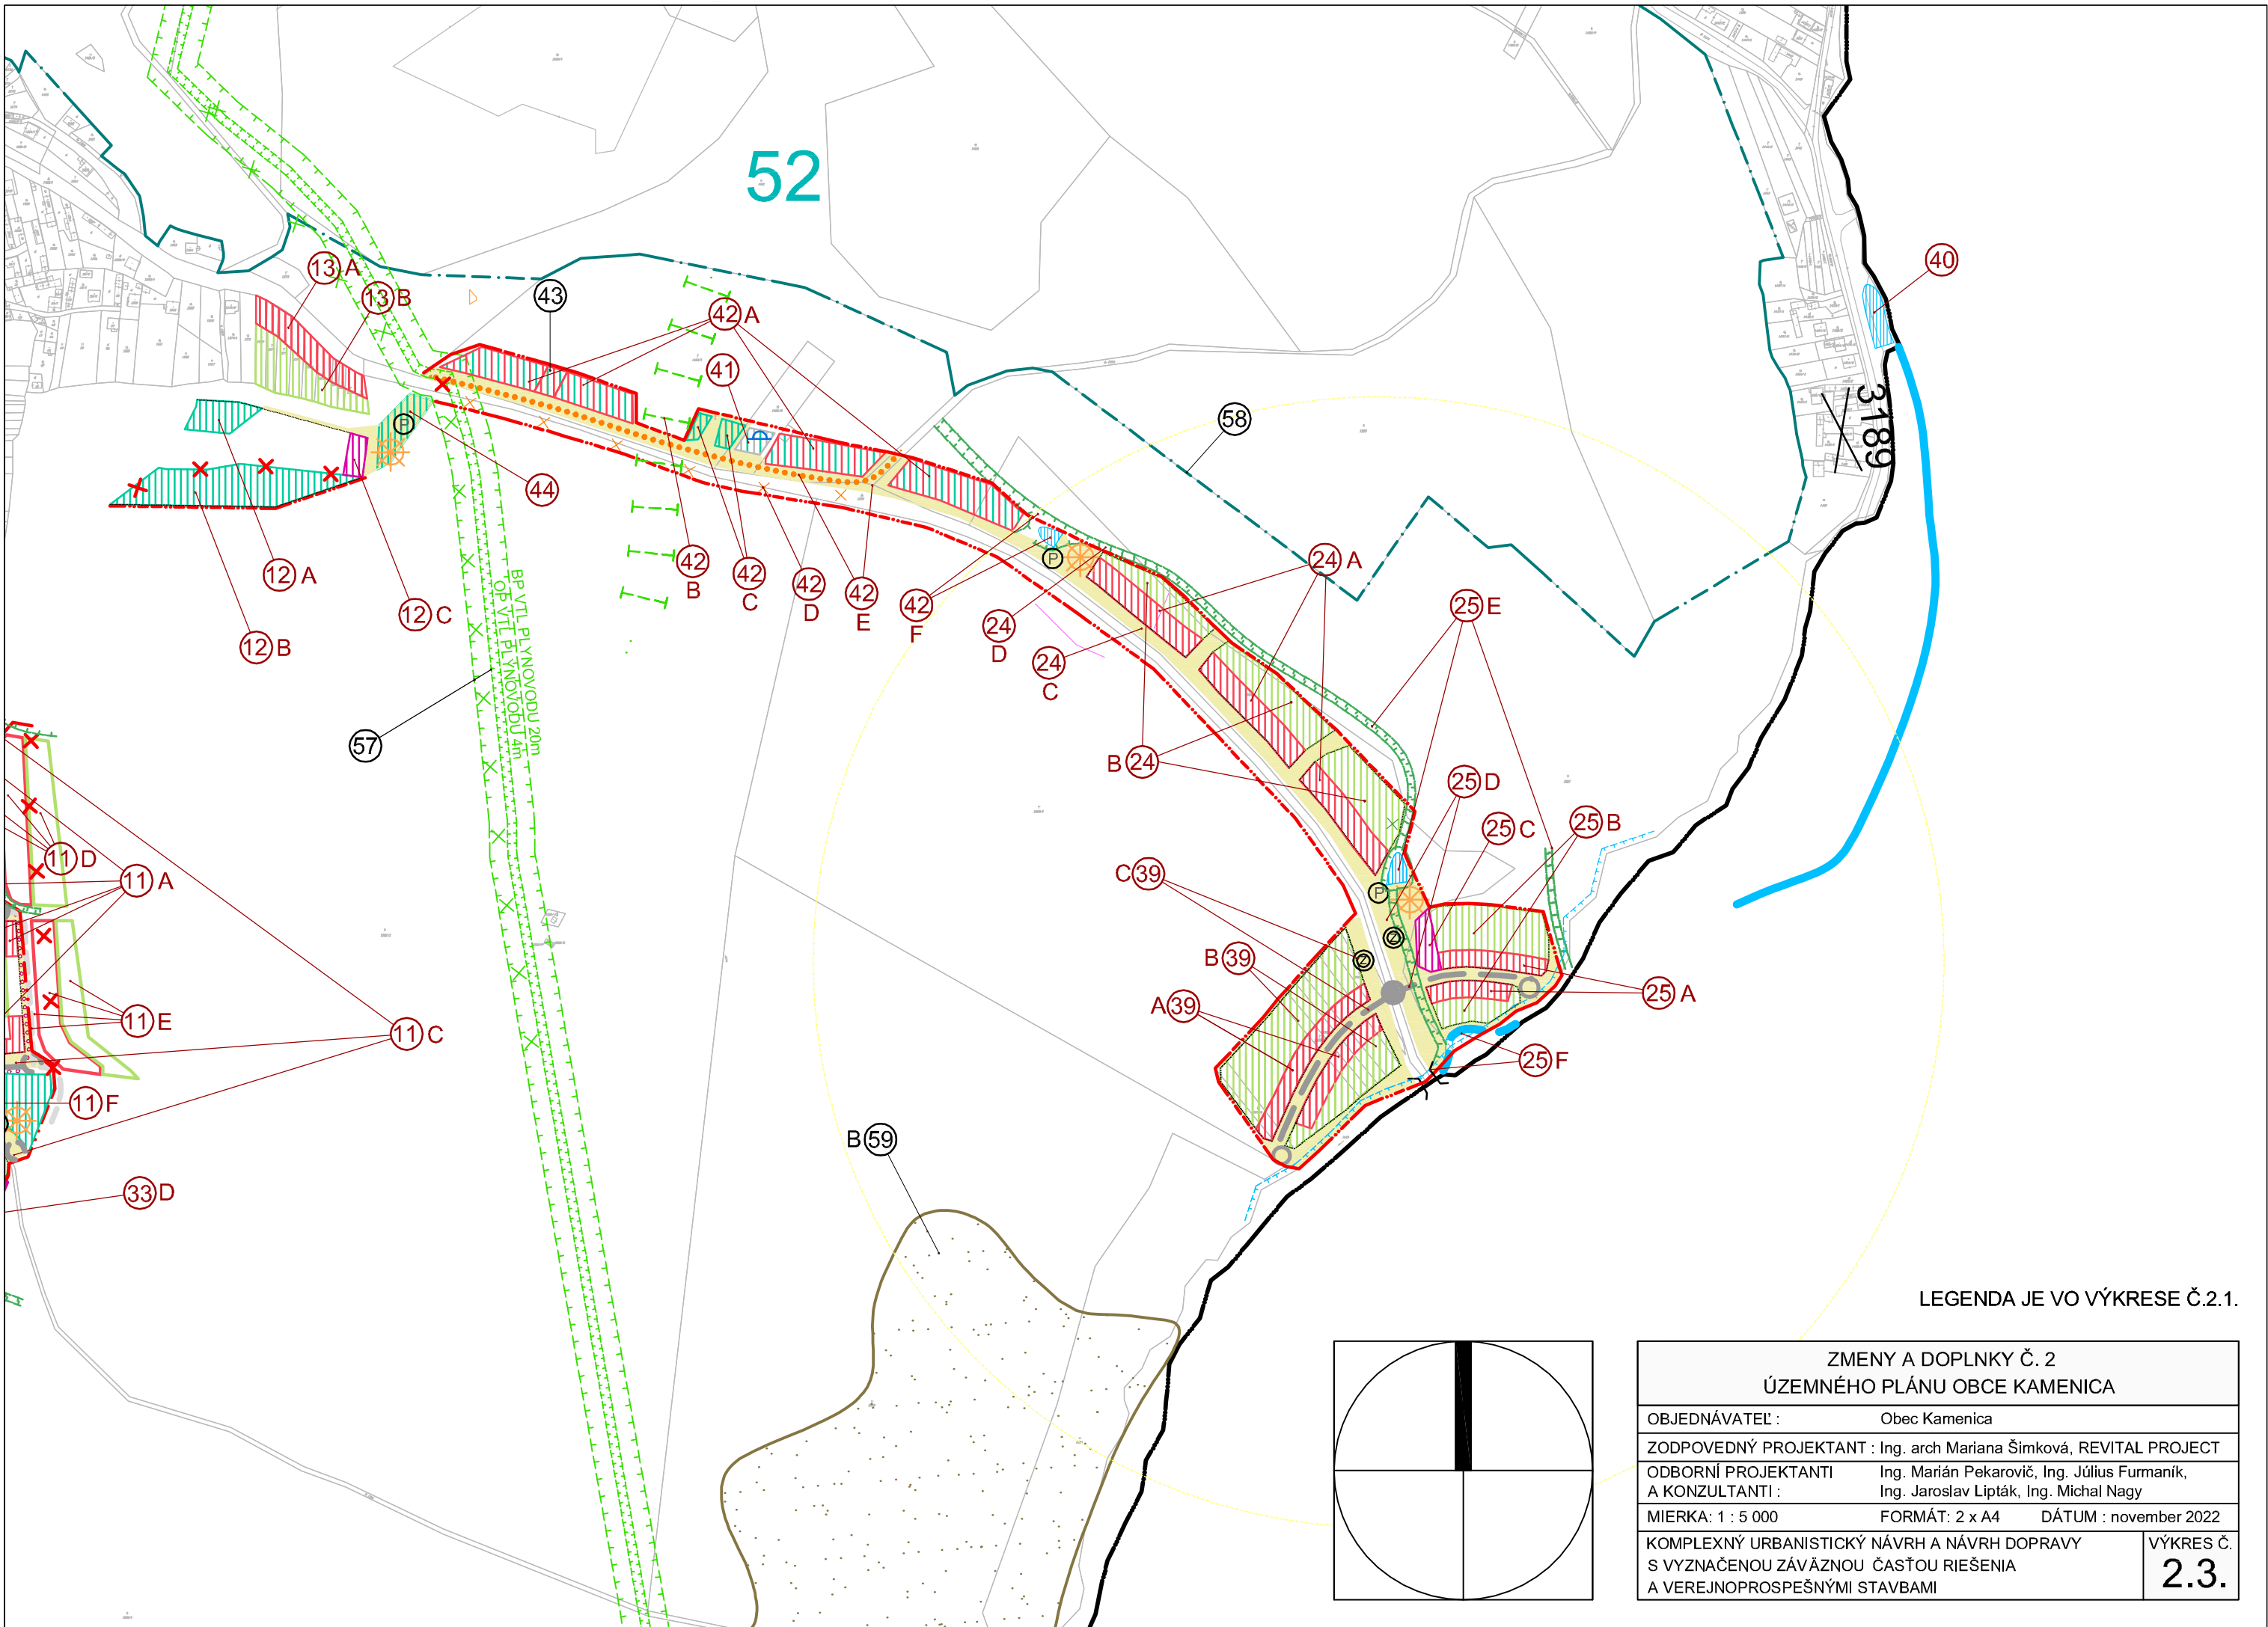 52
13 A
13 B
43
42 A
41
40
58
3189
44
12 A
12 B
12 C
42 B
42 C
42 D
42 E
42 F
24 D
24 C
24 A
B 24
25 E
25 D
25 C
25 B
25 A
25 F
C 39
B 39
A 39
P
P
P
Z
Z
BP VTL PLYNOVODU 20m
OP VTL PLYNOVODU 4m
57
11 D
11 A
11 E
11 C
11 F
33 D
B 59
LEGENDA JE VO VÝKRESE Č.2.1.
ZMENY A DOPLNKY Č. 2
ÚZEMNÉHO PLÁNU OBCE KAMENICA
OBJEDNÁVATEĽ : Obec Kamenica
ZODPOVEDNÝ PROJEKTANT : Ing. arch Mariana Šimková, REVITAL PROJECT
ODBORNÍ PROJEKTANTI Ing. Marián Pekarovič, Ing. Július Furmaník,
A KONZULTANTI : Ing. Jaroslav Lipták, Ing. Michal Nagy
MIERKA: 1 : 5 000 FORMÁT: 2 x A4 DÁTUM : november 2022
KOMPLEXNÝ URBANISTICKÝ NÁVRH A NÁVRH DOPRAVY
S VYZNAČENOU ZÁVÄZNOU ČASŤOU RIEŠENIA
A VEREJNOPROSPEŠNÝMI STAVBAMI
VÝKRES Č.
2.3.